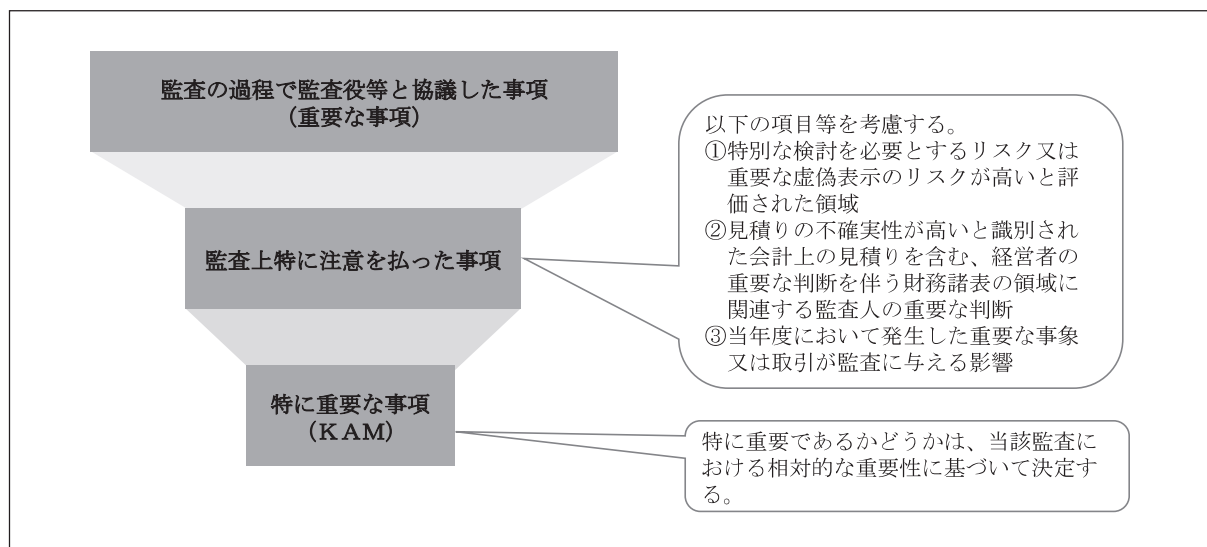 監査の過程で監査役等と協議した事項
（重要な事項）
監査上特に注意を払った事項
特に重要な事項
（ＫＡＭ）
以下の項目等を考慮する。
①特別な検討を必要とするリスク又は
重要な虚偽表示のリスクが高いと評
価された領域
②見積りの不確実性が高いと識別され
た会計上の見積りを含む、経営者の
重要な判断を伴う財務諸表の領域に
関連する監査人の重要な判断
③当年度において発生した重要な事象
又は取引が監査に与える影響
特に重要であるかどうかは、当該監査に
おける相対的な重要性に基づいて決定す
る。